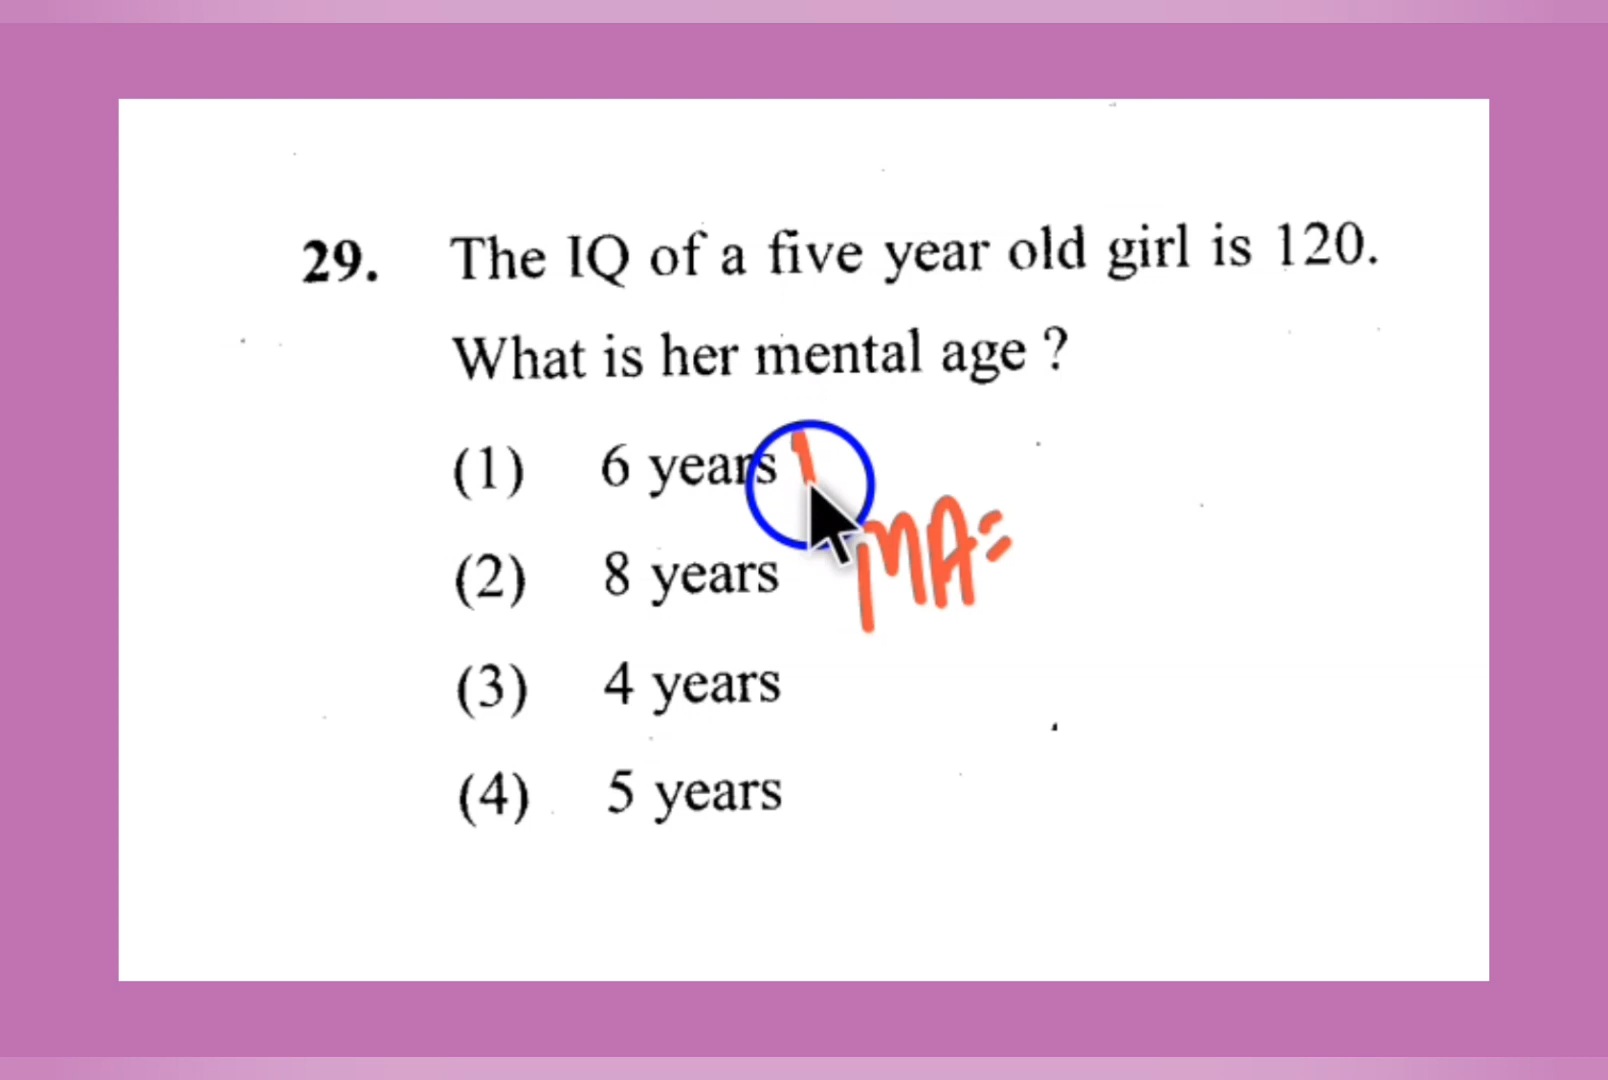 29. The IQ of a five year old girl is 120.
What is her mental age ?
(1) 6 years
(2) 8 years
MA=
(3) 4 years
(4) 5 years